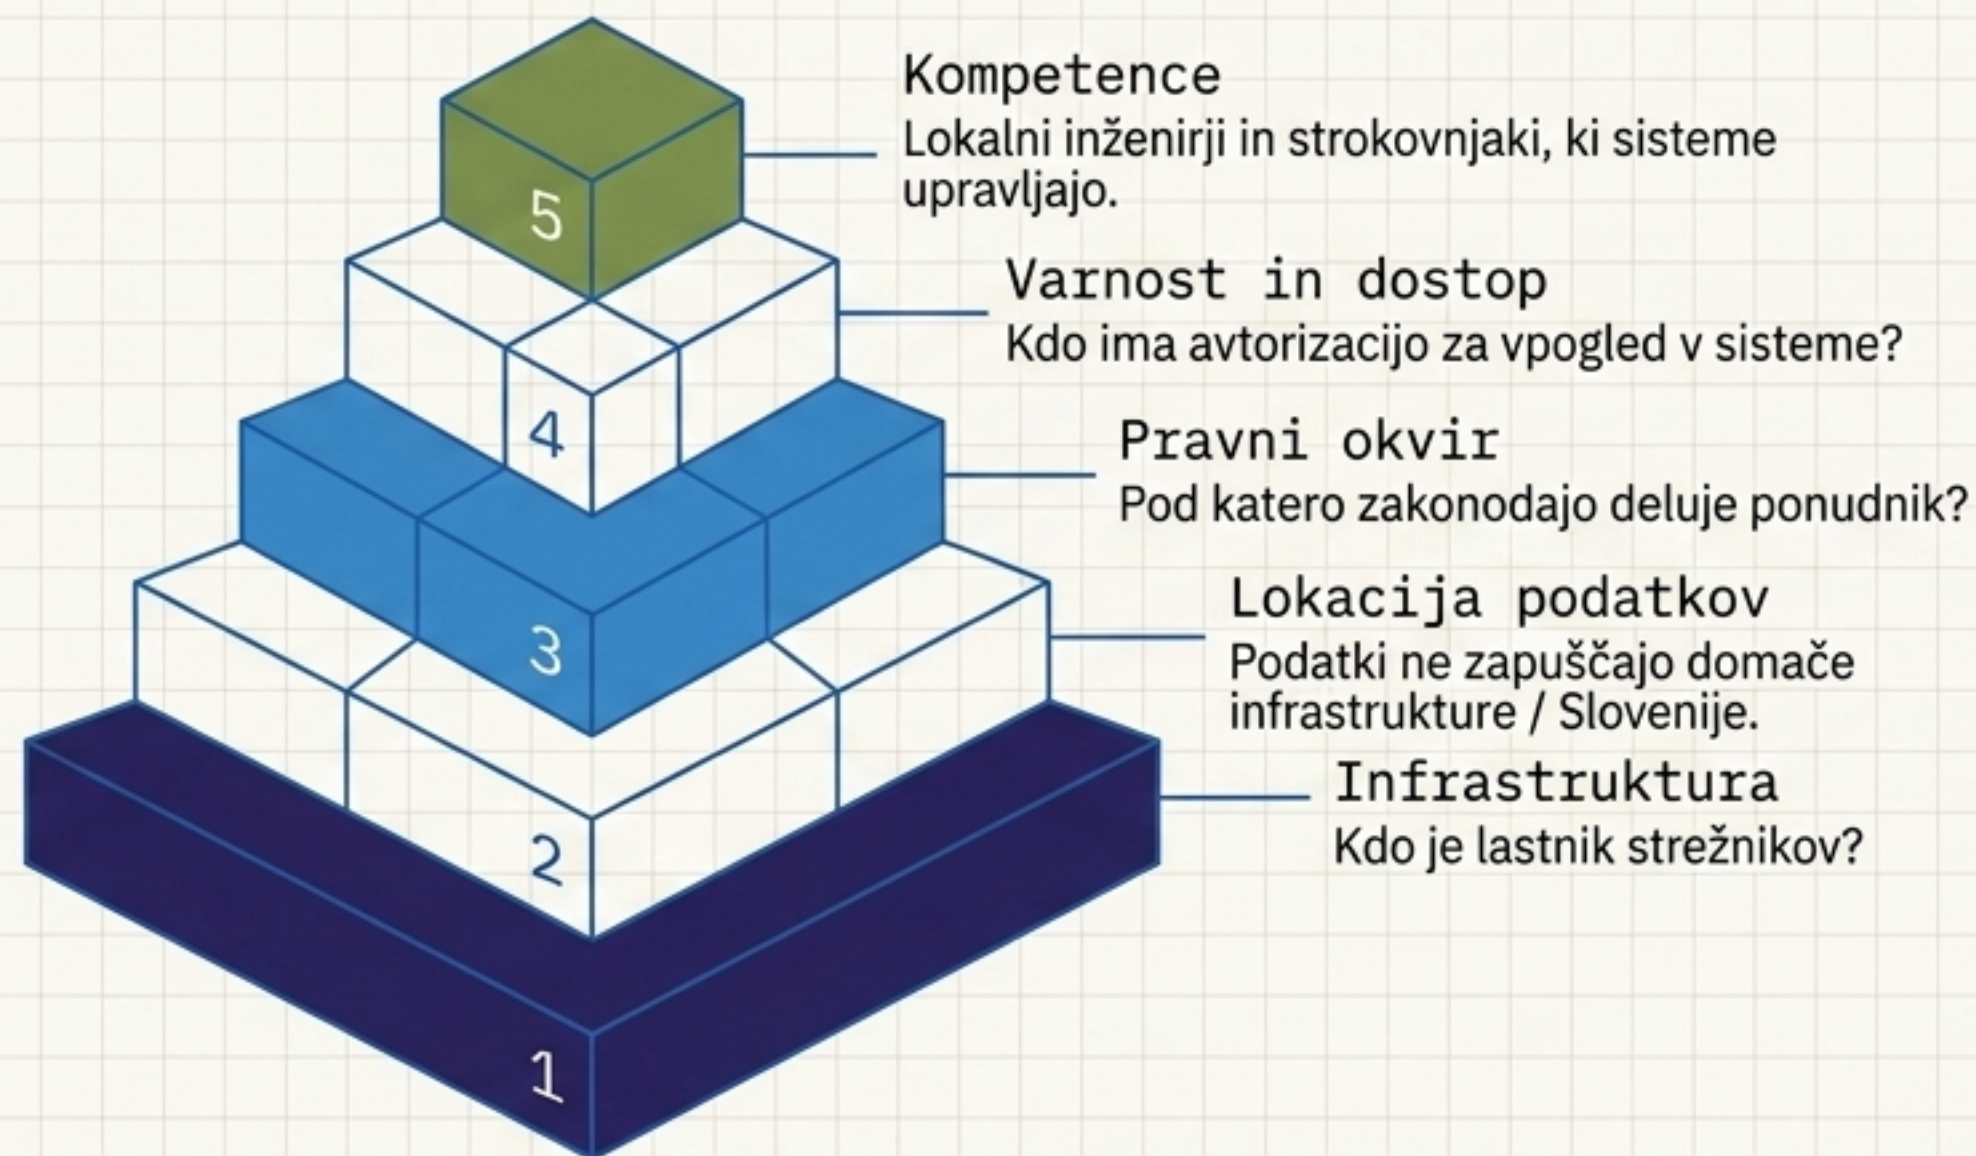 Kompetence
Lokalni inženirji in strokovnjaki, ki sisteme
upravljajo.
5
Varnost in dostop
Kdo ima avtorizacijo za vpogled v sisteme?
4
Pravni okvir
Pod katero zakonodajo deluje ponudnik?
3
Lokacija podatkov
Podatki ne zapuščajo domače
infrastrukture / Slovenije.
2
Infrastruktura
Kdo je lastnik strežnikov?
1